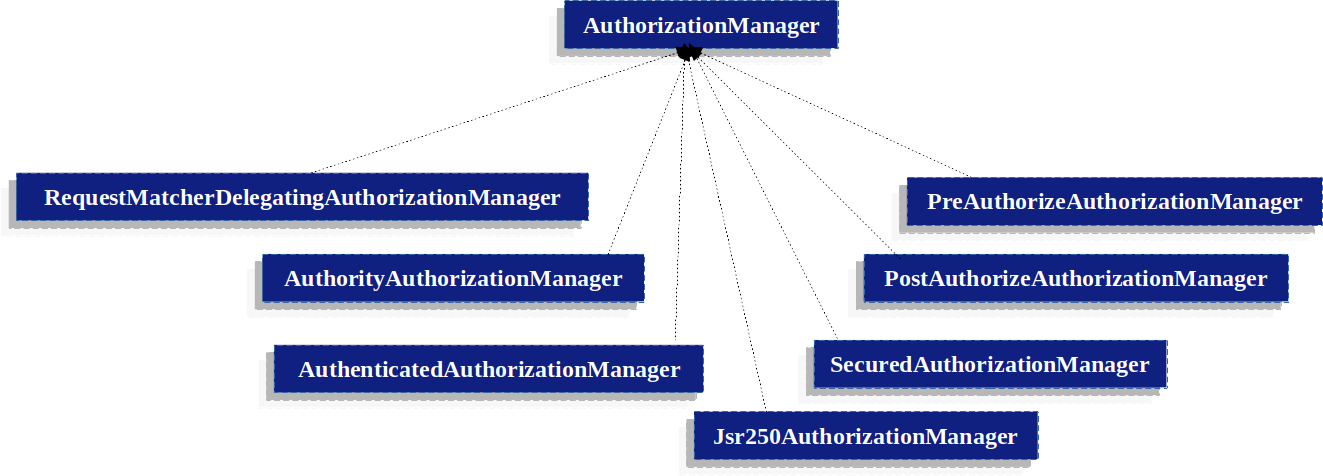 AuthorizationManager
RequestMatcherDelegatingAuthorizationManager
PreAuthorizeAuthorizationManager
AuthorityAuthorizationManager
PostAuthorizeAuthorizationManager
AuthenticatedAuthorizationManager
SecuredAuthorizationManager
Jsr250AuthorizationManager